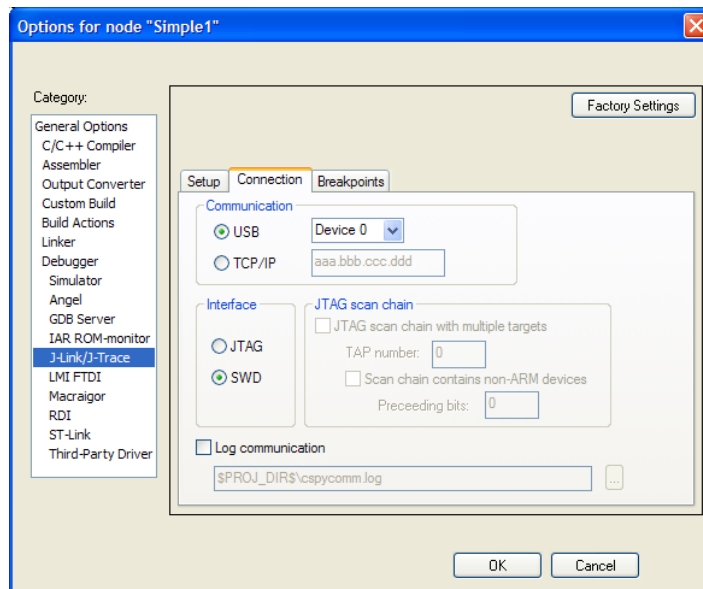 Options for node "Simple1"
Category:
Factory Settings
General Options
C/C++ Compiler
Assembler
Output Converter
Custom Build
Build Actions
Linker
Debugger
Simulator
Angel
GDB Server
IAR ROM-monitor
J-Link/J-Trace
LMI FTDI
Macraigor
RDI
ST-Link
Third-Party Driver
Setup Connection Breakpoints
Communication
USB Device 0
TCP/IP aaa.bbb.ccc.ddd
Interface
JTAG
SWD
JTAG scan chain
JTAG scan chain with multiple targets
TAP number: 0
Scan chain contains non-ARM devices
Preceeding bits: 0
Log communication
$PROJ_DIR$\cspycomm.log ...
OK Cancel